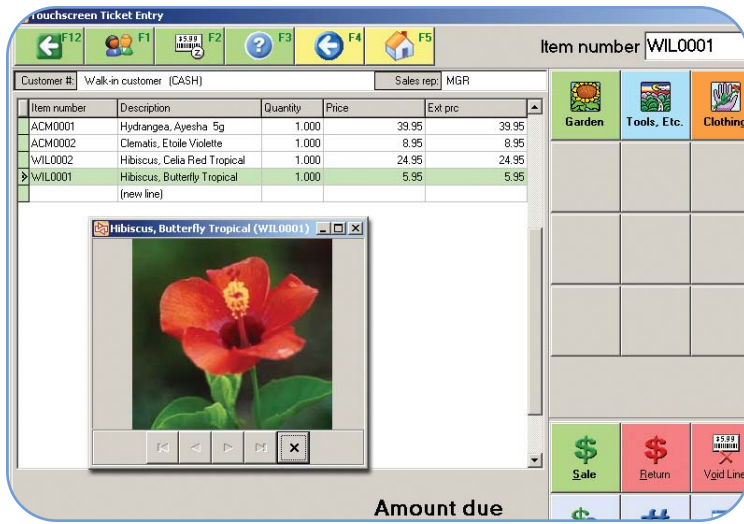 Touchscreen Ticket Entry
F12 F1 $5.99 Z F2 F3 F4 F5
Item number WIL0001
Customer #: Walk-in customer (CASH) Sales rep: MGR
Item number Description Quantity Price Ext prc
ACM0001 Hydrangea, Ayesha 5g 1.000 39.95 39.95
ACM0002 Clematis, Etoile Violette 1.000 8.95 8.95
WIL0002 Hibiscus, Celia Red Tropical 1.000 24.95 24.95
WIL0001 Hibiscus, Butterfly Tropical 1.000 5.95 5.95
(new line)
Garden Tools, Etc. Clothing
Hibiscus, Butterfly Tropical (WIL0001)
$5.99
Sale Return Void Line
Amount due